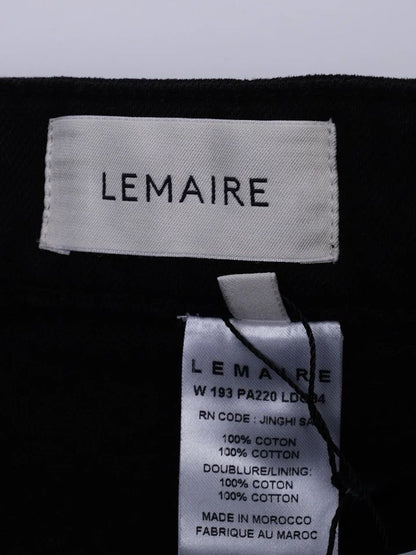 LEMAIRE
LEMAIRE
W 193 PA220
RN CODE : JINGHI
100% COTON
100% COTTON
DOUBLURE/LINING:
100% COTON
100% COTTON
MADE IN MOROCCO
FABRIQUE AU MAROC